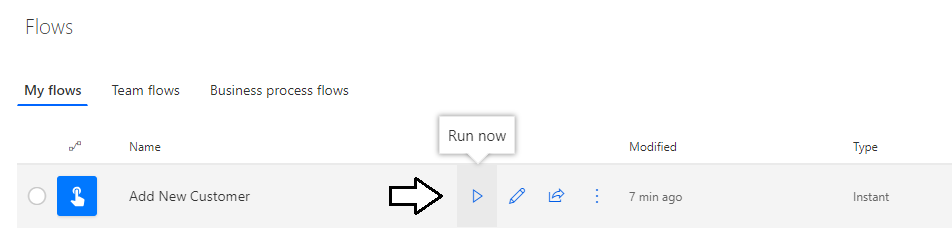 Flows
My flows Team flows Business process flows
Run now
Name Modified Type
Add New Customer 7 min ago Instant